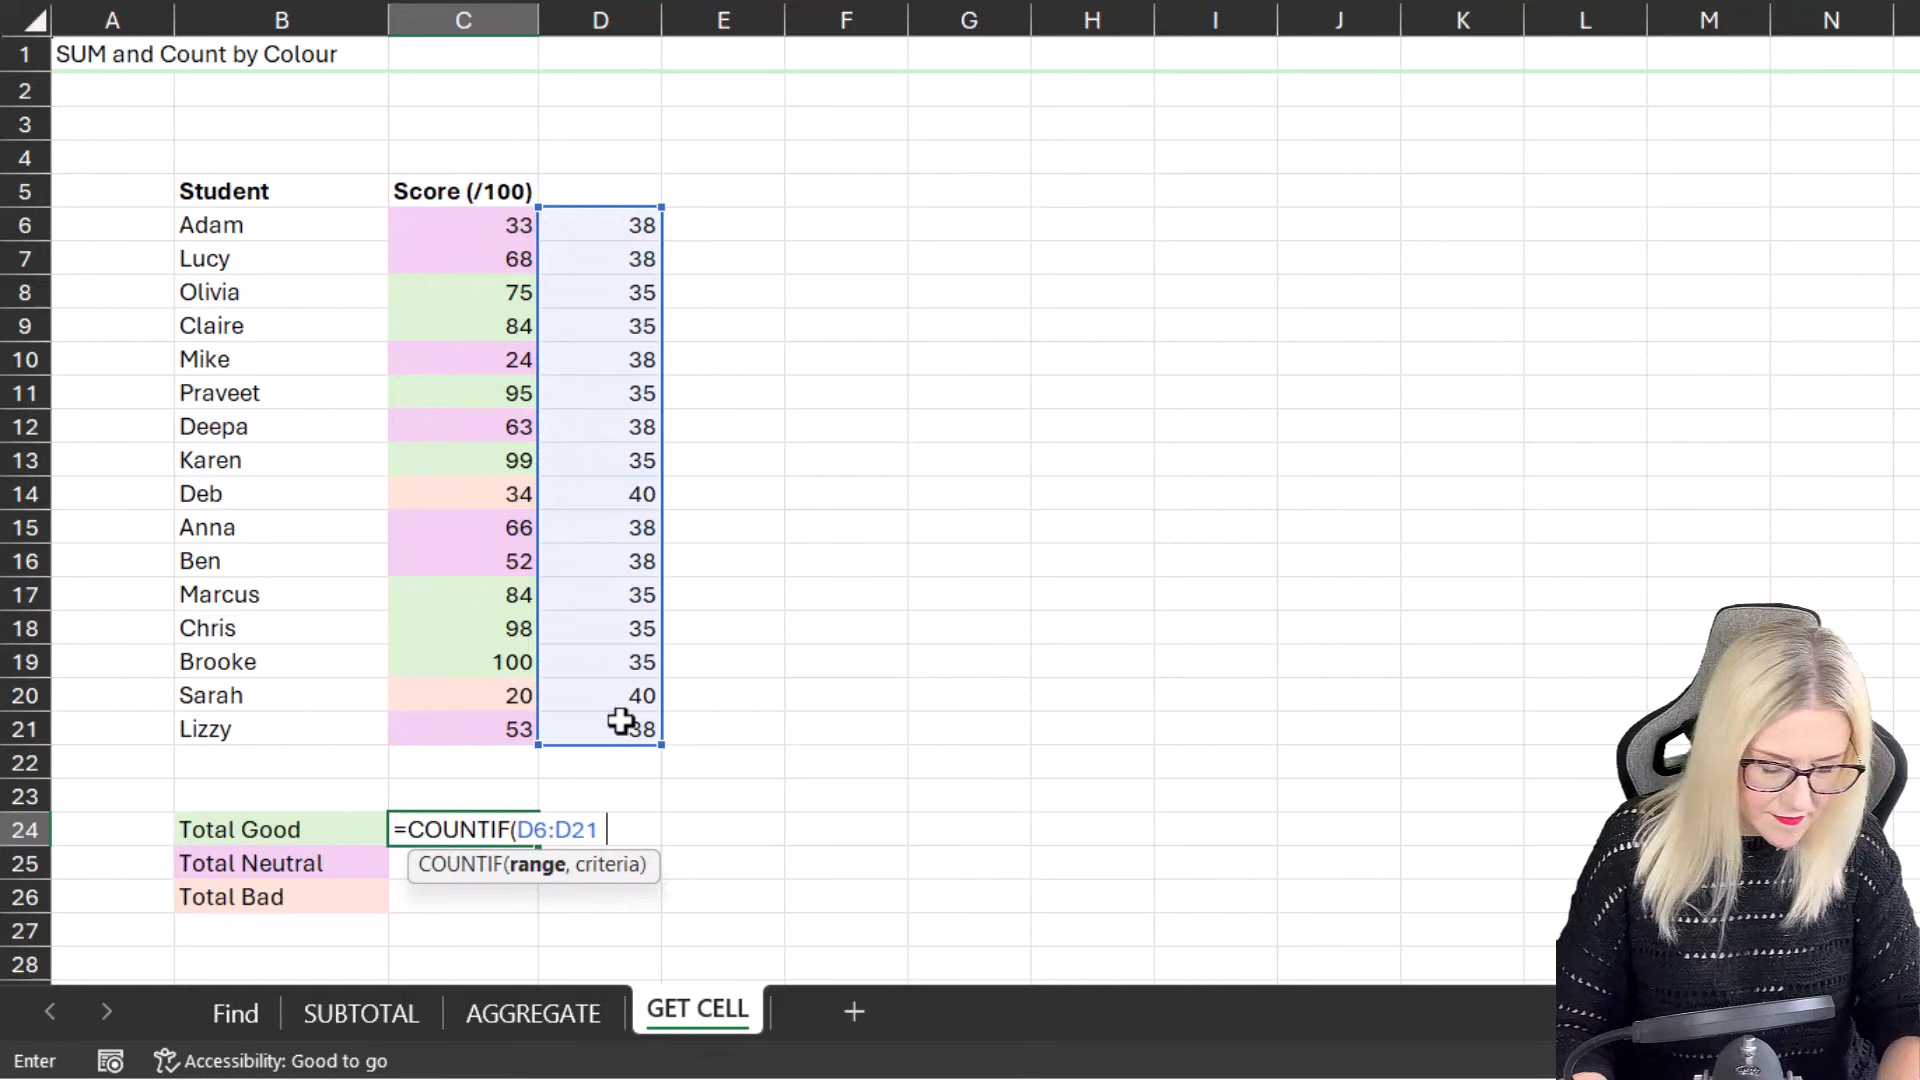 A B C D E F G H I J K L M N
1 SUM and Count by Colour
2
3
4
5 Student Score (/100)
6 Adam 33 38
7 Lucy 68 38
8 Olivia 75 35
9 Claire 84 35
10 Mike 24 38
11 Praveet 95 35
12 Deepa 63 38
13 Karen 99 35
14 Deb 34 40
15 Anna 66 38
16 Ben 52 38
17 Marcus 84 35
18 Chris 98 35
19 Brooke 100 35
20 Sarah 20 40
21 Lizzy 53 38
22
23
24 Total Good =COUNTIF(D6:D21
25 Total Neutral COUNTIF(range, criteria)
26 Total Bad
27
28
Find SUBTOTAL AGGREGATE GET CELL
Enter Accessibility: Good to go